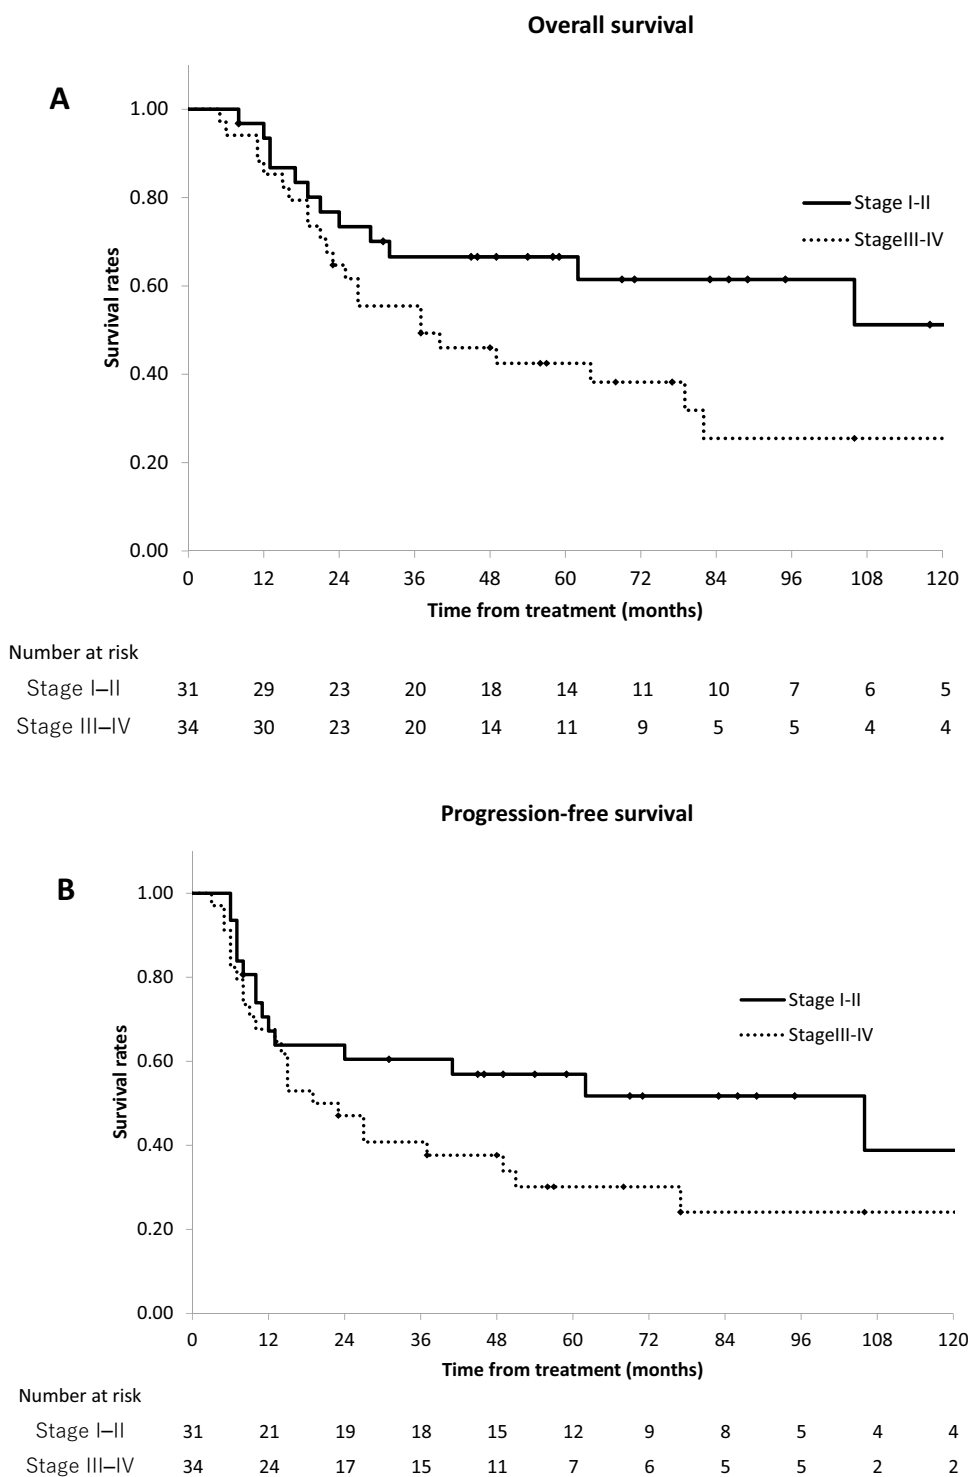 Overall survival
A
1.00
0.80
0.60
0.40
0.20
0.00
Survival rates
Stage I-II
StageIII-IV
0 12 24 36 48 60 72 84 96 108 120
Time from treatment (months)
Number at risk
Stage I–II 31 29 23 20 18 14 11 10 7 6 5
Stage III–IV 34 30 23 20 14 11 9 5 5 4 4
Progression-free survival
B
1.00
0.80
0.60
0.40
0.20
0.00
Survival rates
Stage I-II
StageIII-IV
0 12 24 36 48 60 72 84 96 108 120
Time from treatment (months)
Number at risk
Stage I–II 31 21 19 18 15 12 9 8 5 4 4
Stage III–IV 34 24 17 15 11 7 6 5 5 2 2